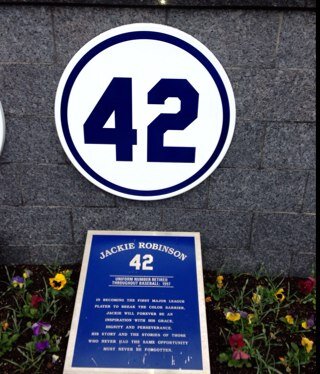 42
JACKIE ROBINSON
42
UNIFORM NUMBER RETIRED
THROUGHOUT BASEBALL: 1997
IN BECOMING THE FIRST MAJOR LEAGUE
PLAYER TO BREAK THE COLOR BARRIER,
JACKIE WILL FOREVER BE AN
INSPIRATION WITH HIS GRACE,
DIGNITY AND PERSEVERANCE.
HIS STORY AND THE STORIES OF THOSE
WHO NEVER HAD THE SAME OPPORTUNITY
MUST NEVER BE FORGOTTEN.